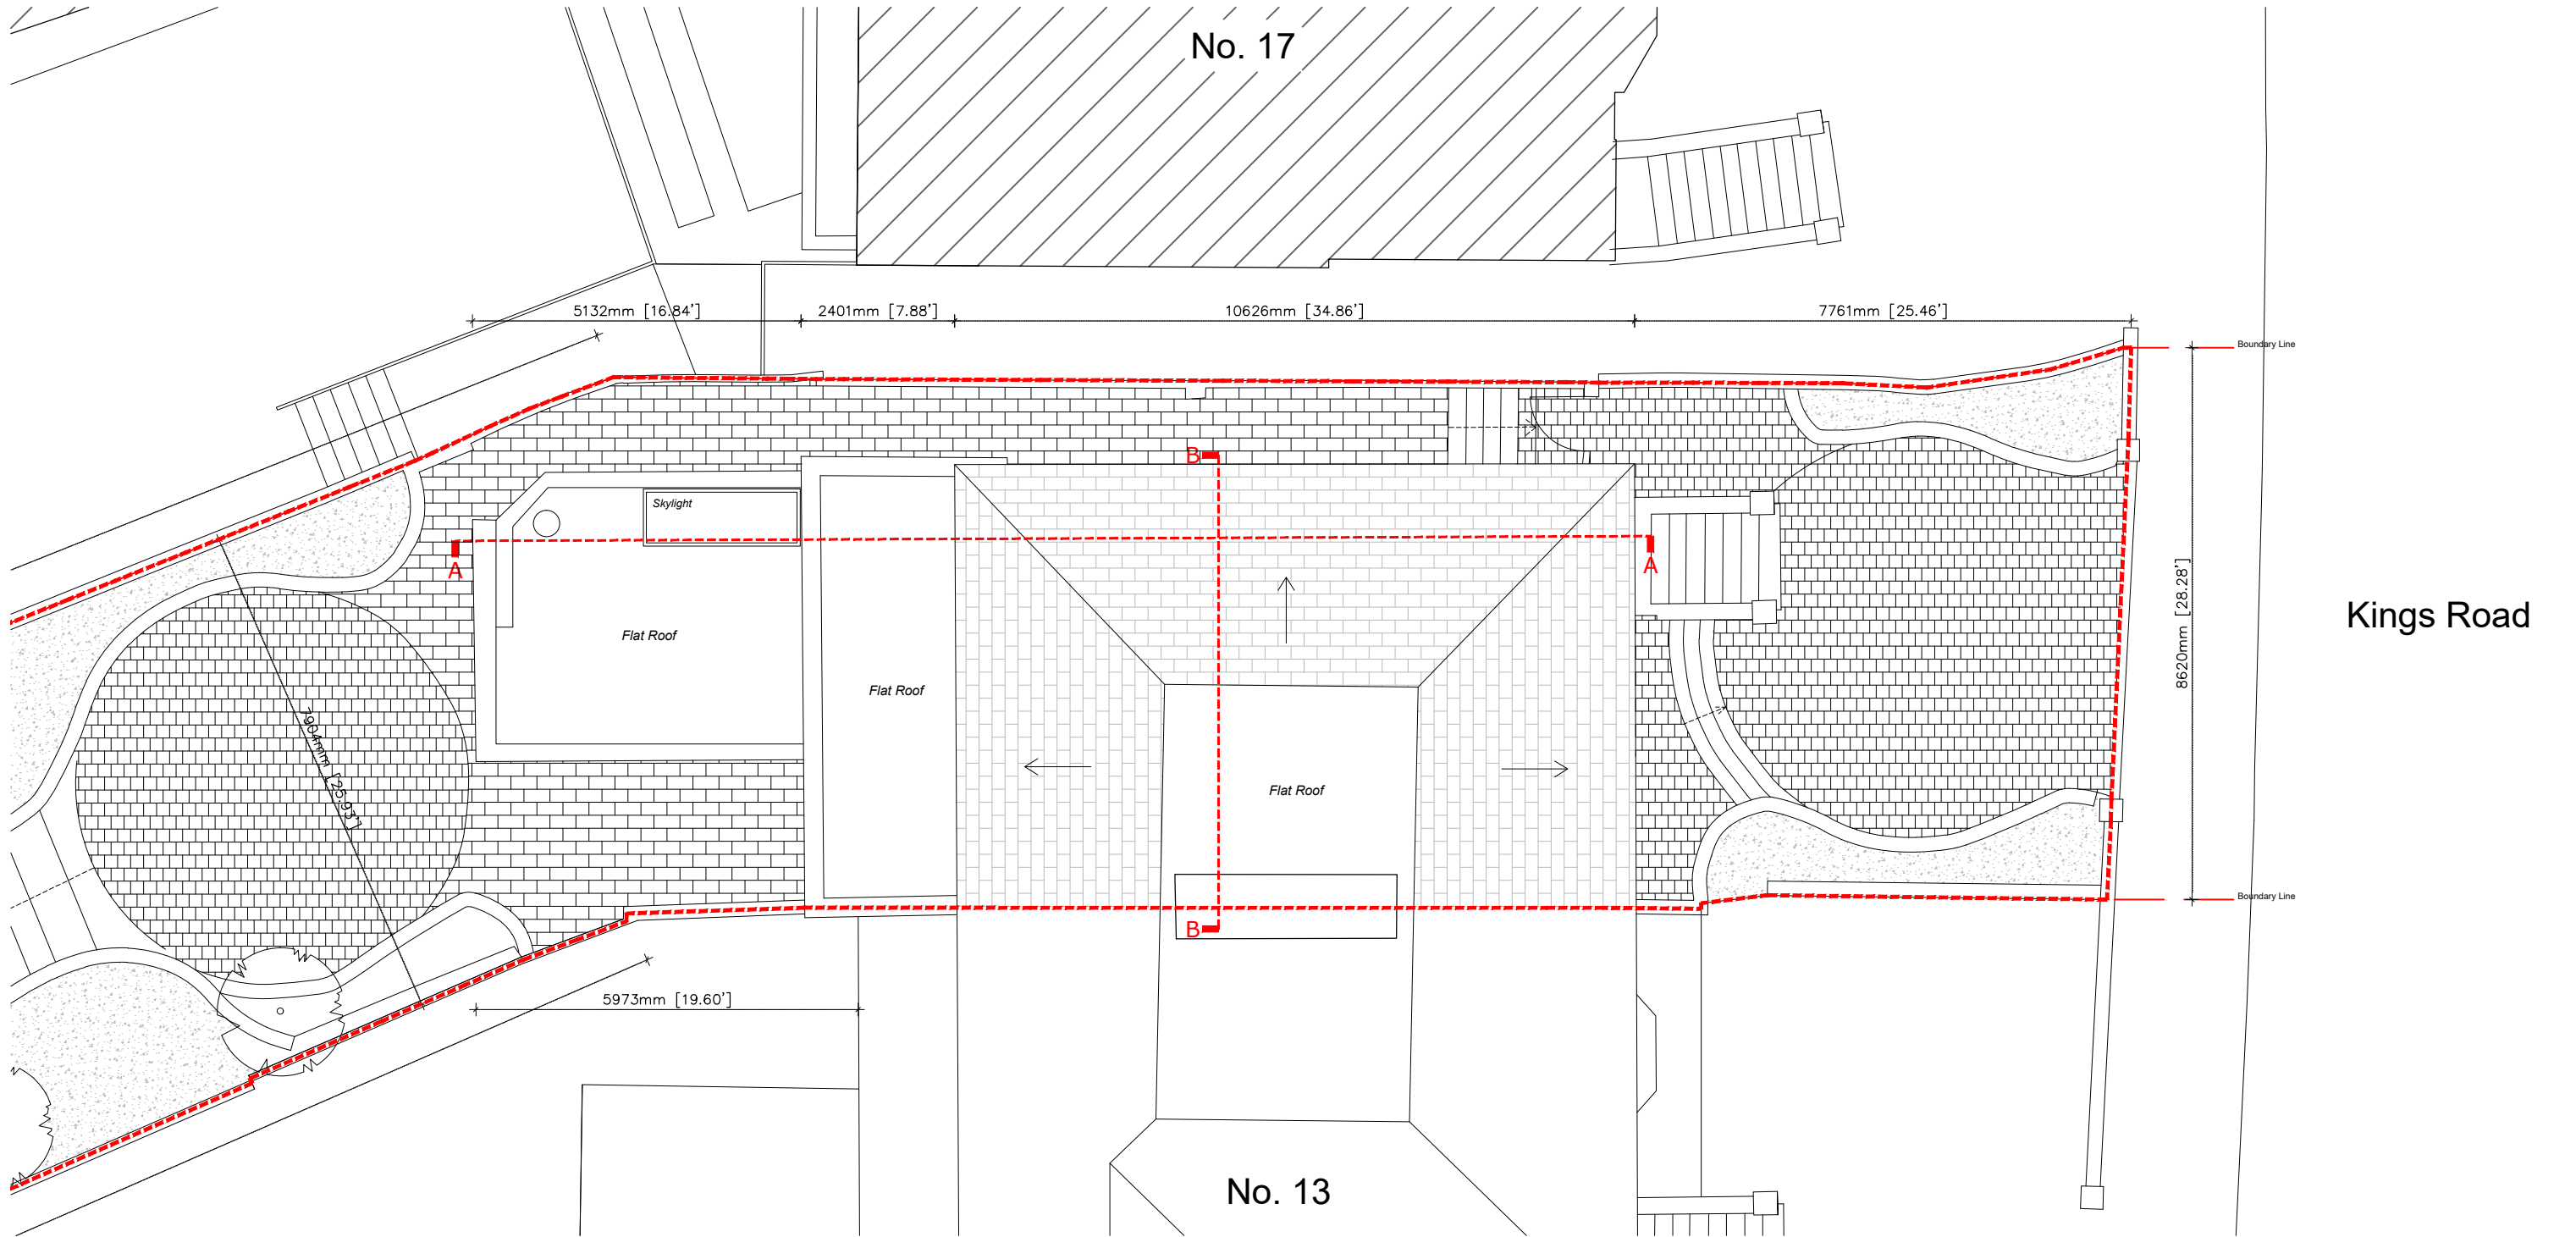 No. 17
5132mm [16.84']
2401mm [7.88']
10626mm [34.86']
7761mm [25.46']
Boundary Line
B
Skylight
A
A
8620mm [28.28']
Kings Road
Flat Roof
Flat Roof
7904mm [25.93']
Flat Roof
Boundary Line
B
5973mm [19.60']
No. 13